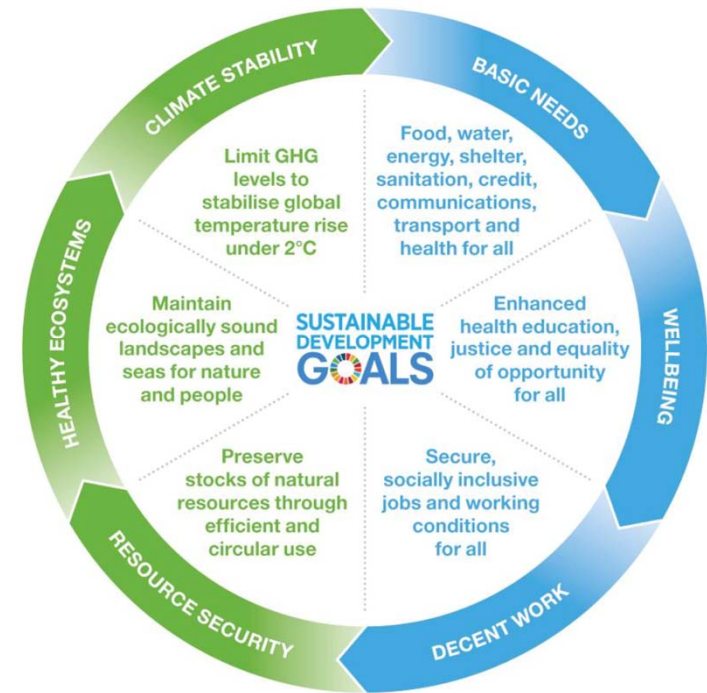 CLIMATE STABILITY
BASIC NEEDS
Limit GHG
levels to
stabilise global
temperature rise
under 2°C
Food, water,
energy, shelter,
sanitation, credit,
communications,
transport and
health for all
HEALTHY ECOSYSTEMS
Maintain
ecologically sound
landscapes and
seas for nature
and people
SUSTAINABLE
DEVELOPMENT
GOALS
Enhanced
health education,
justice and equality
of opportunity
for all
WELLBEING
Preserve
stocks of natural
resources through
efficient and
circular use
Secure,
socially inclusive
jobs and working
conditions
for all
RESOURCE SECURITY
DECENT WORK